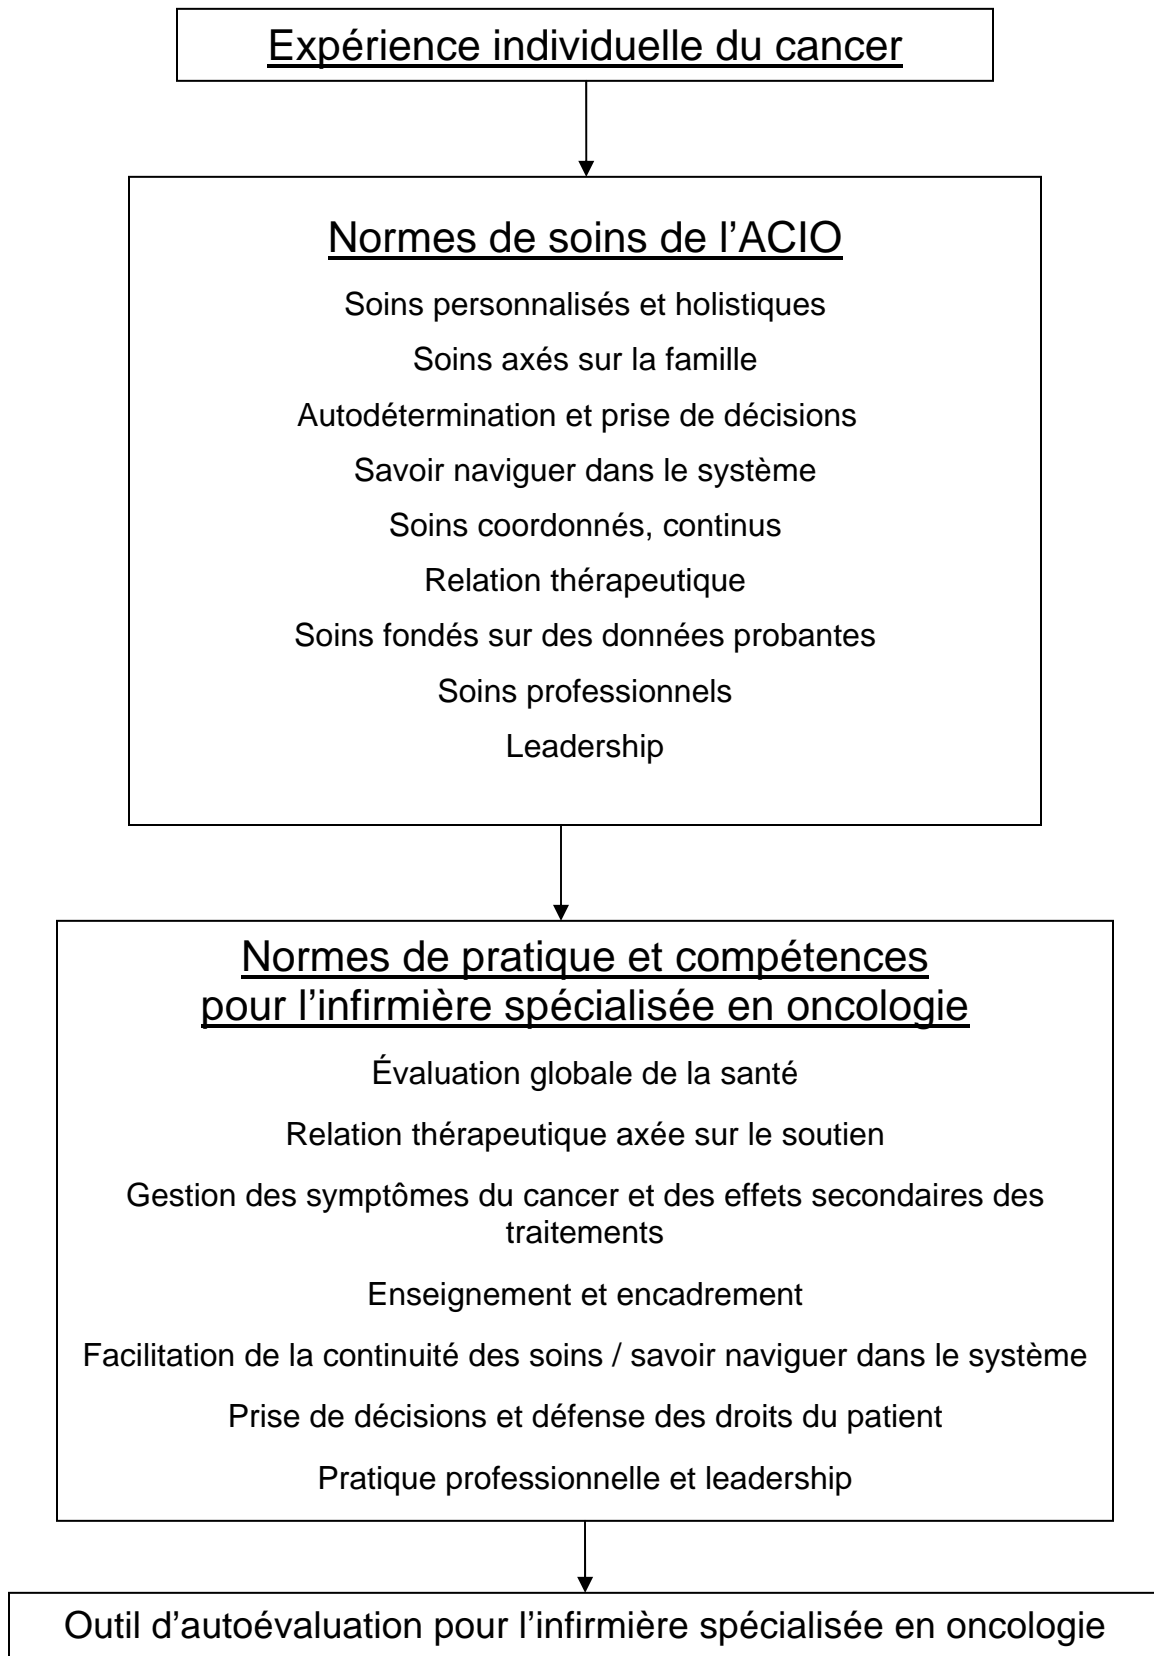 Expérience individuelle du cancer
Normes de soins de l’ACIO
Soins personnalisés et holistiques
Soins axés sur la famille
Autodétermination et prise de décisions
Savoir naviguer dans le système
Soins coordonnés, continus
Relation thérapeutique
Soins fondés sur des données probantes
Soins professionnels
Leadership
Normes de pratique et compétences
pour l’infirmière spécialisée en oncologie
Évaluation globale de la santé
Relation thérapeutique axée sur le soutien
Gestion des symptômes du cancer et des effets secondaires des
traitements
Enseignement et encadrement
Facilitation de la continuité des soins / savoir naviguer dans le système
Prise de décisions et défense des droits du patient
Pratique professionnelle et leadership
Outil d’autoévaluation pour l’infirmière spécialisée en oncologie